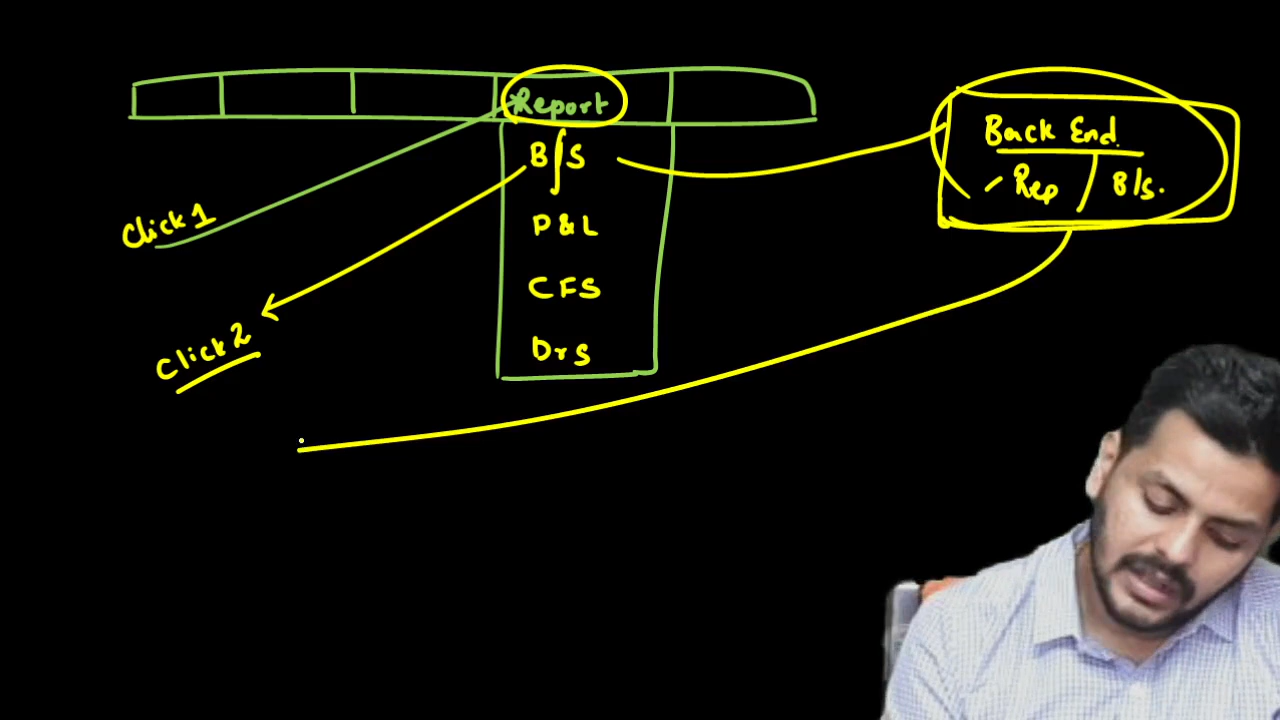 Report
B/S
P & L
CFS
Drs
Click 1
Click 2
Back End
Rep / B/s.